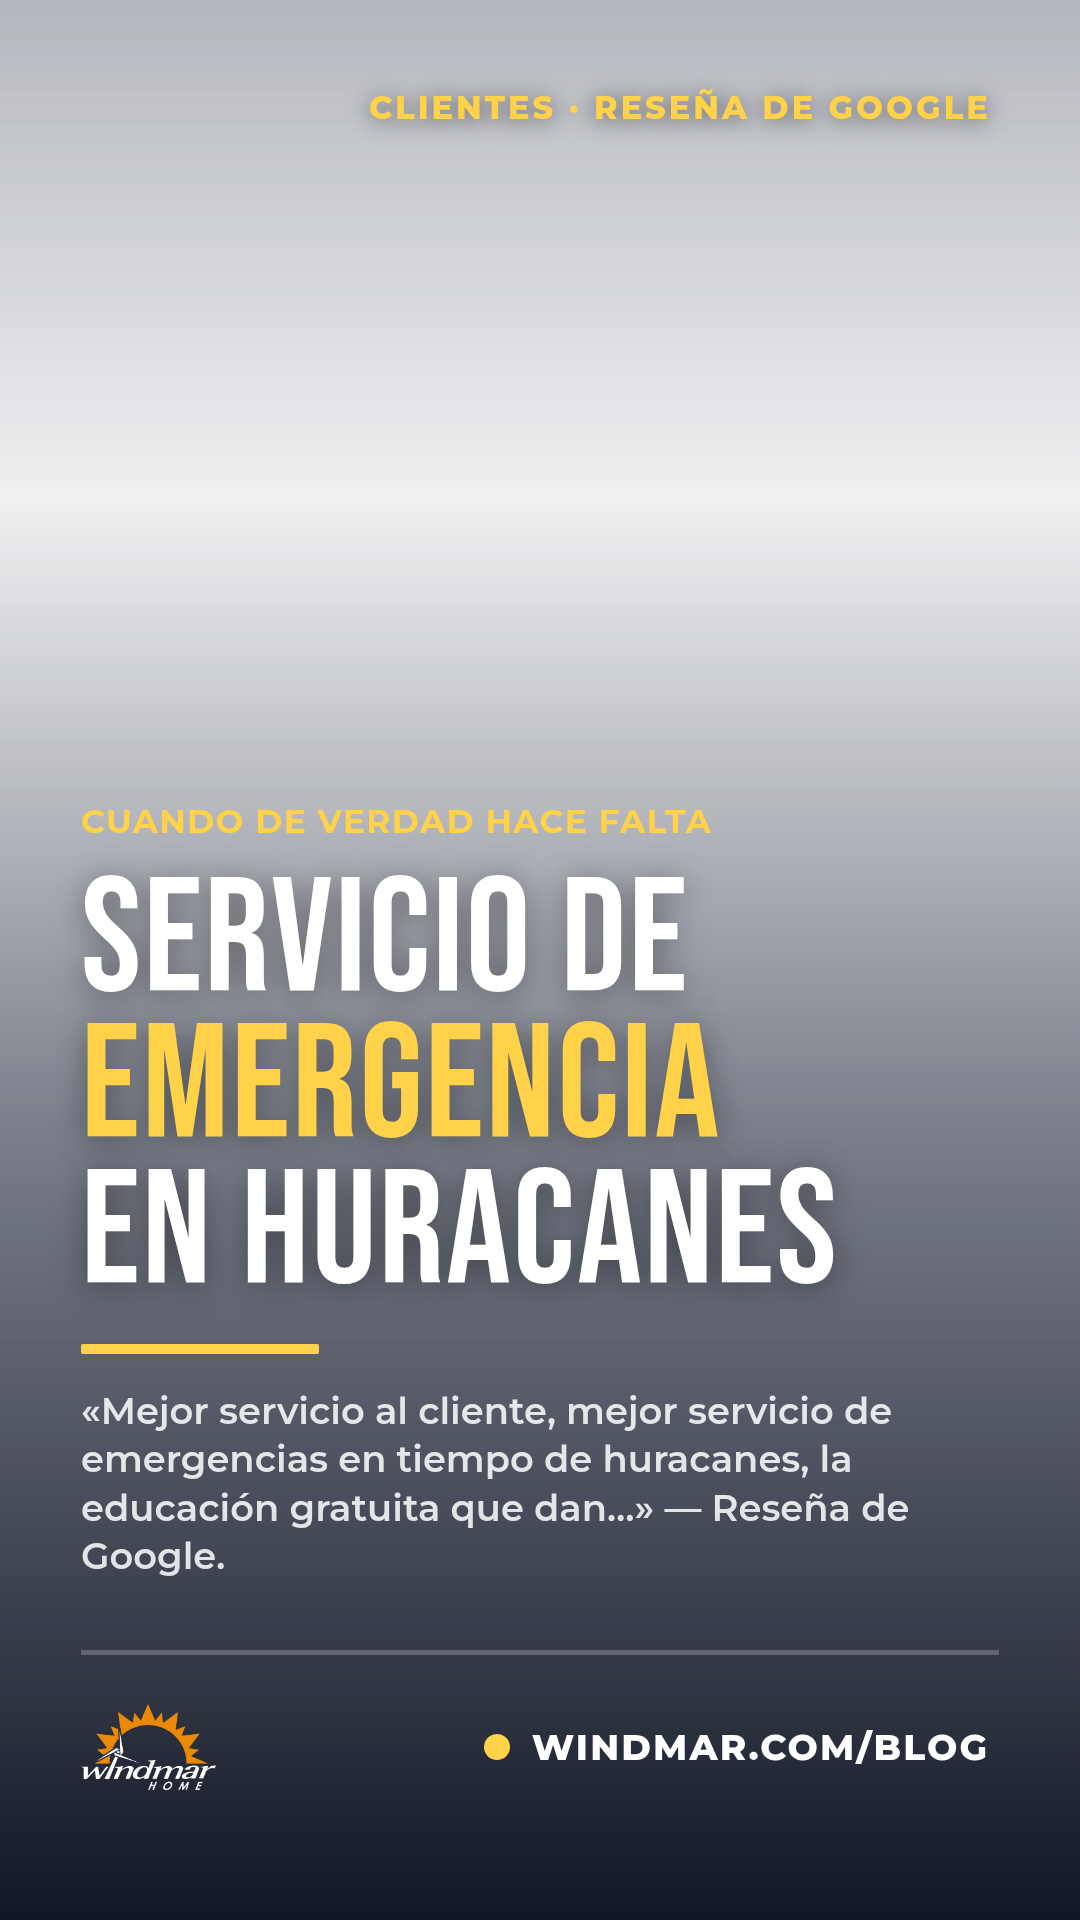 CLIENTES · RESEÑA DE GOOGLE
CUANDO DE VERDAD HACE FALTA
SERVICIO DE
EMERGENCIA
EN HURACANES
«Mejor servicio al cliente, mejor servicio de
emergencias en tiempo de huracanes, la
educación gratuita que dan...» — Reseña de
Google.
windmar
HOME
WINDMAR.COM/BLOG